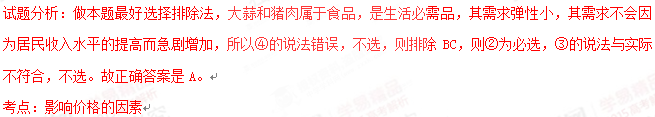 试题分析：做本题最好选择排除法，大蒜和猪肉属于食品，是生活必需品，其需求弹性小，其需求不会因
为居民收入水平的提高而急剧增加，所以④的说法错误，不选，则排除 BC，则②为必选，③的说法与实际
不符合，不选。故正确答案是 A。
考点：影响价格的因素